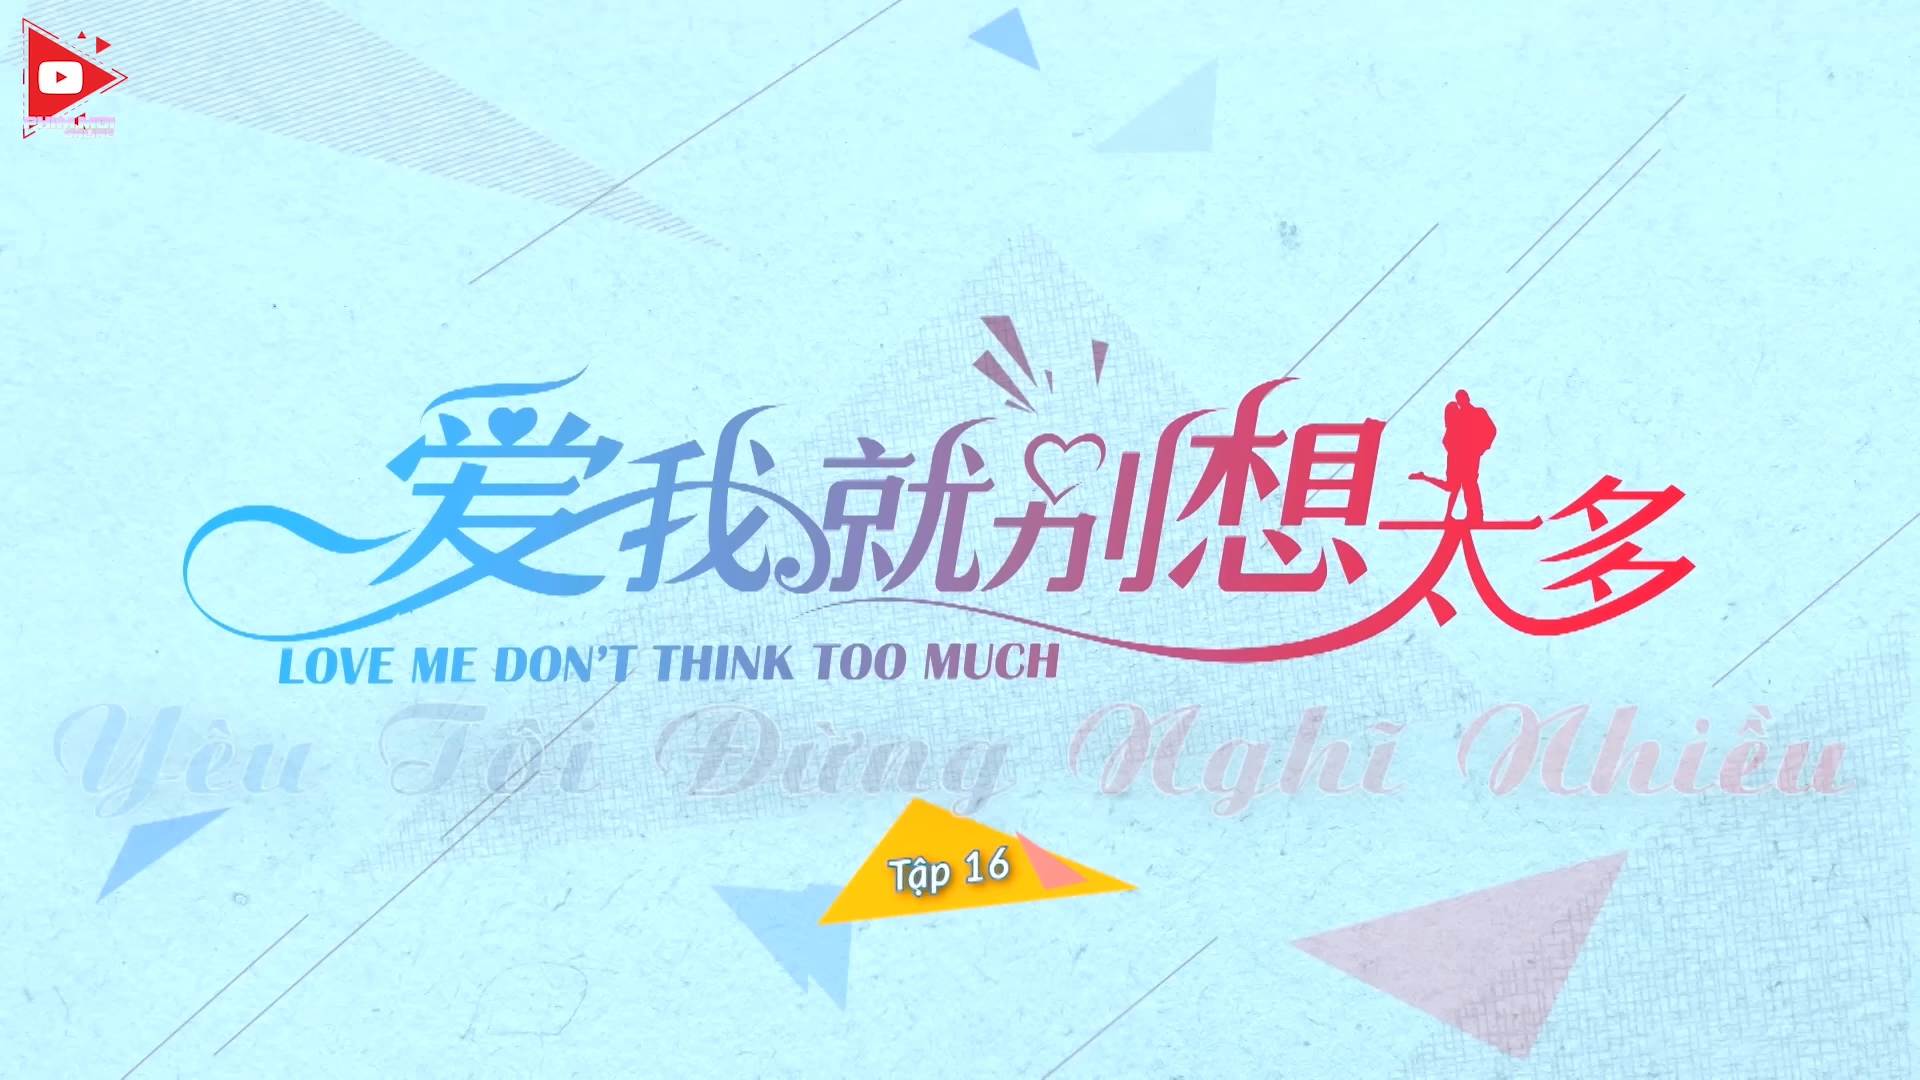 爱我就别想太多
LOVE ME DON'T THINK TOO MUCH
Yêu Tôi Đừng Nghĩ Nhiều
Tập 16